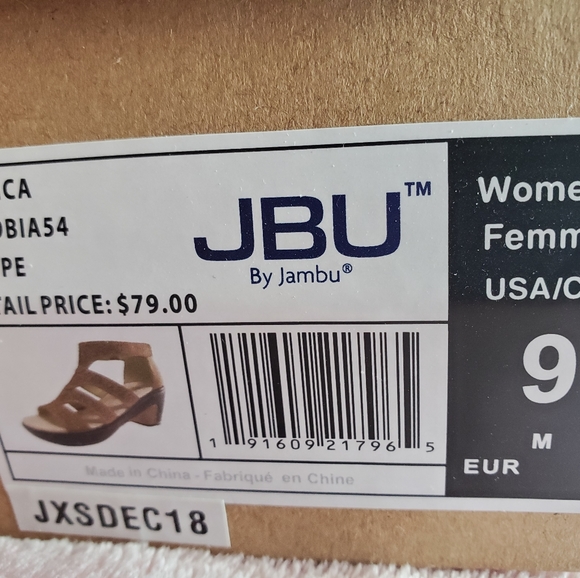 CA
OBIA54
PE
TAIL PRICE: $79.00
JBU™
By Jambu®
Wome
Femm
USA/C
9
M
EUR
1 91609 21796 5
Made in China - Fabriqué en Chine
JXSDEC18